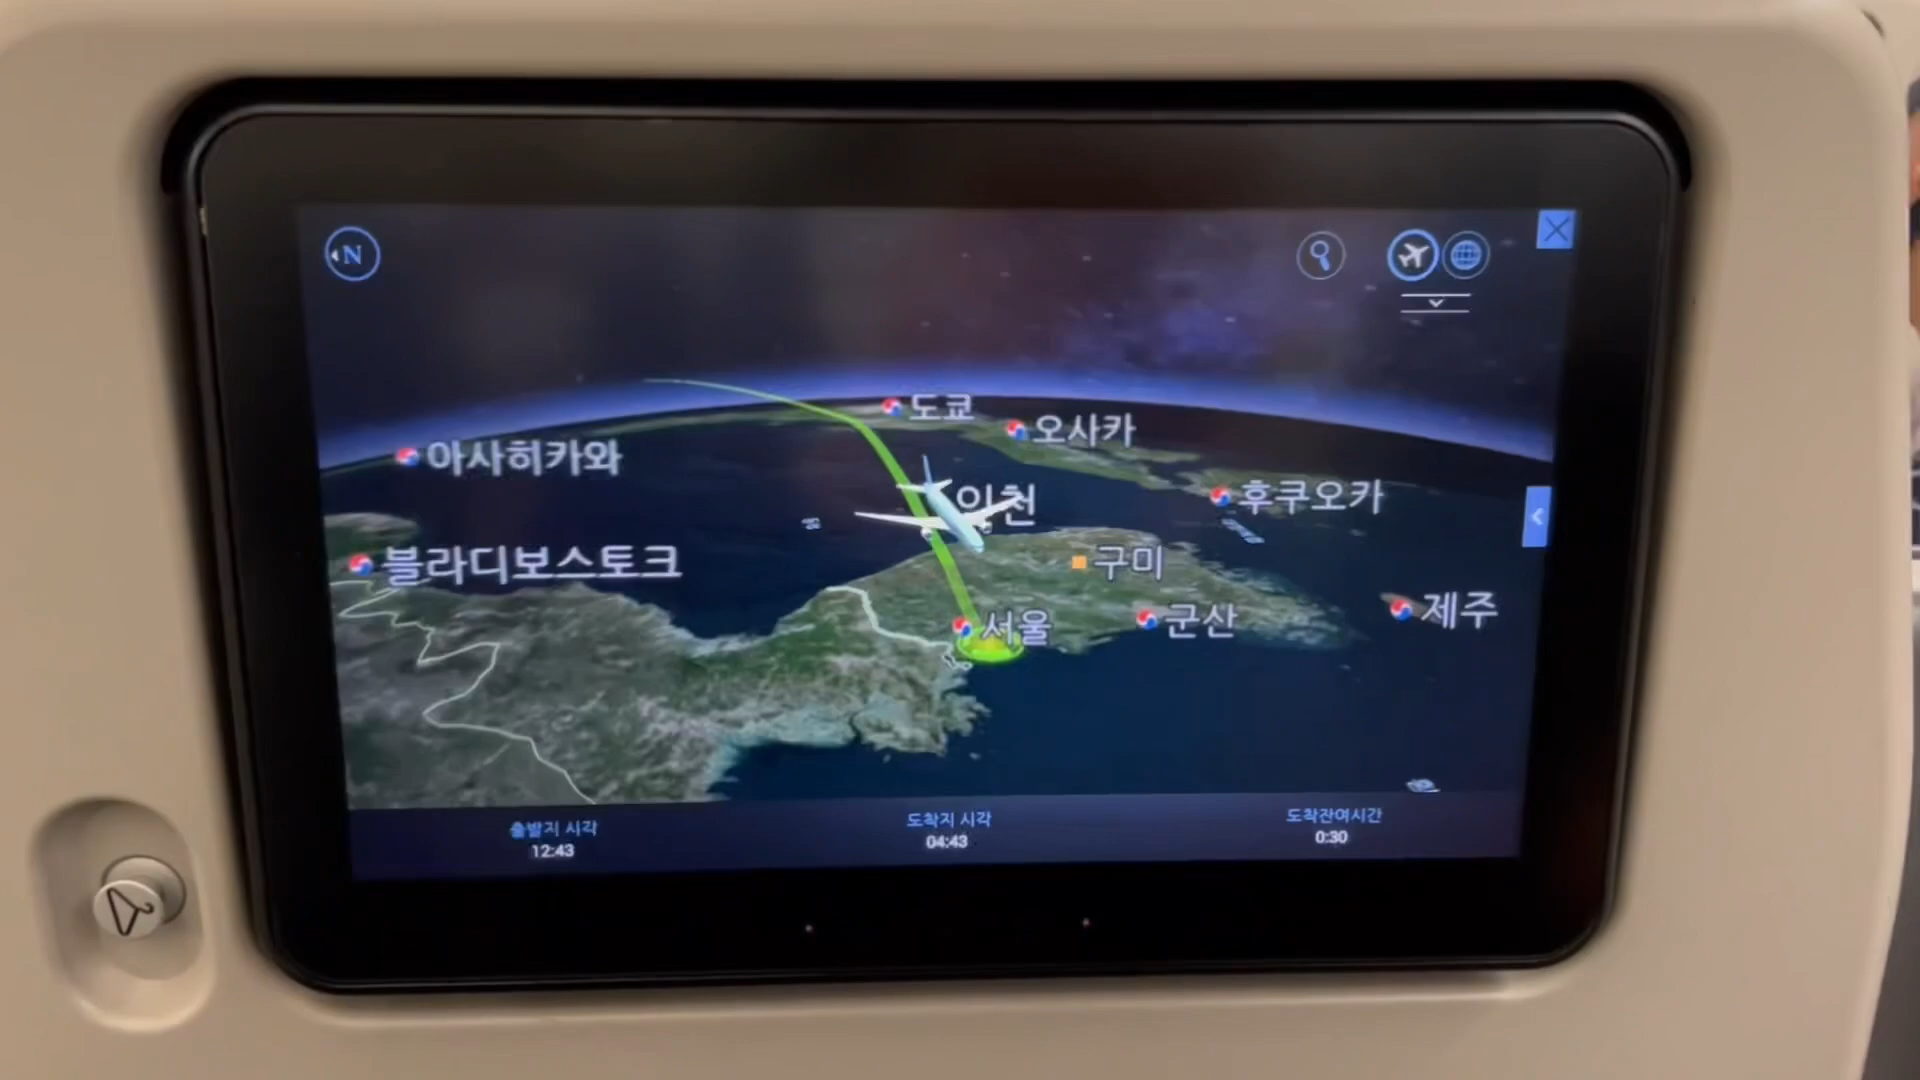 N
도쿄
오사카
아사히카와
인천
후쿠오카
블라디보스토크
구미
제주
서울
군산
출발지 시각
12:43
도착지 시각
04:43
도착잔여시간
0:30